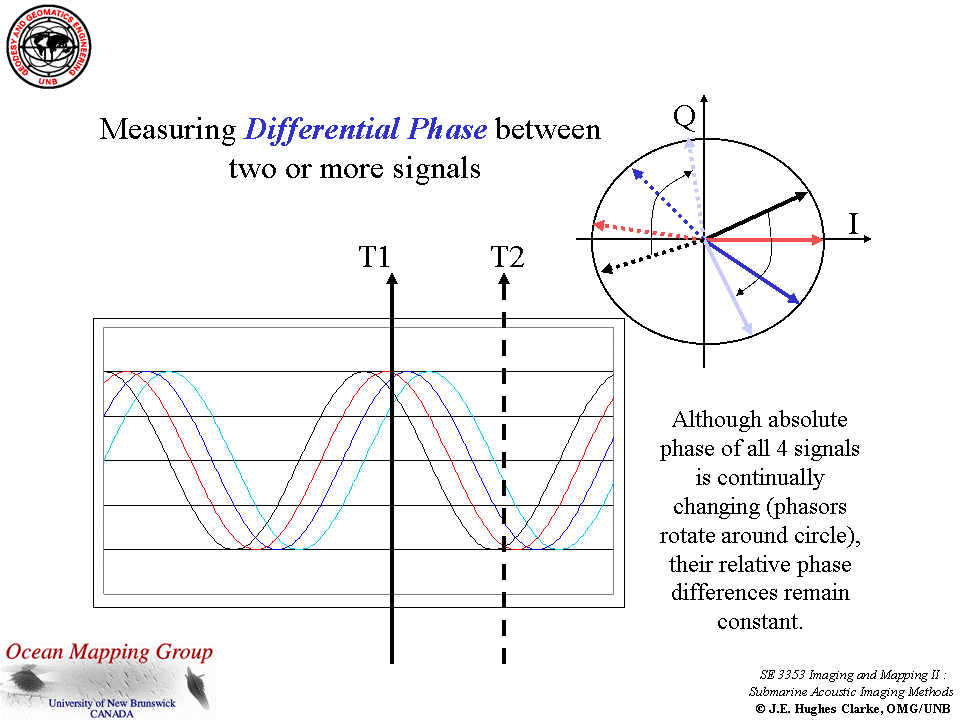 GEODESY AND GEOMATICS ENGINEERING
UNB
Measuring Differential Phase between
two or more signals
Q
I
T1
T2
Although absolute
phase of all 4 signals
is continually
changing (phasors
rotate around circle),
their relative phase
differences remain
constant.
Ocean Mapping Group
University of New Brunswick
CANADA
SE 3353 Imaging and Mapping II :
Submarine Acoustic Imaging Methods
© J.E. Hughes Clarke, OMG/UNB